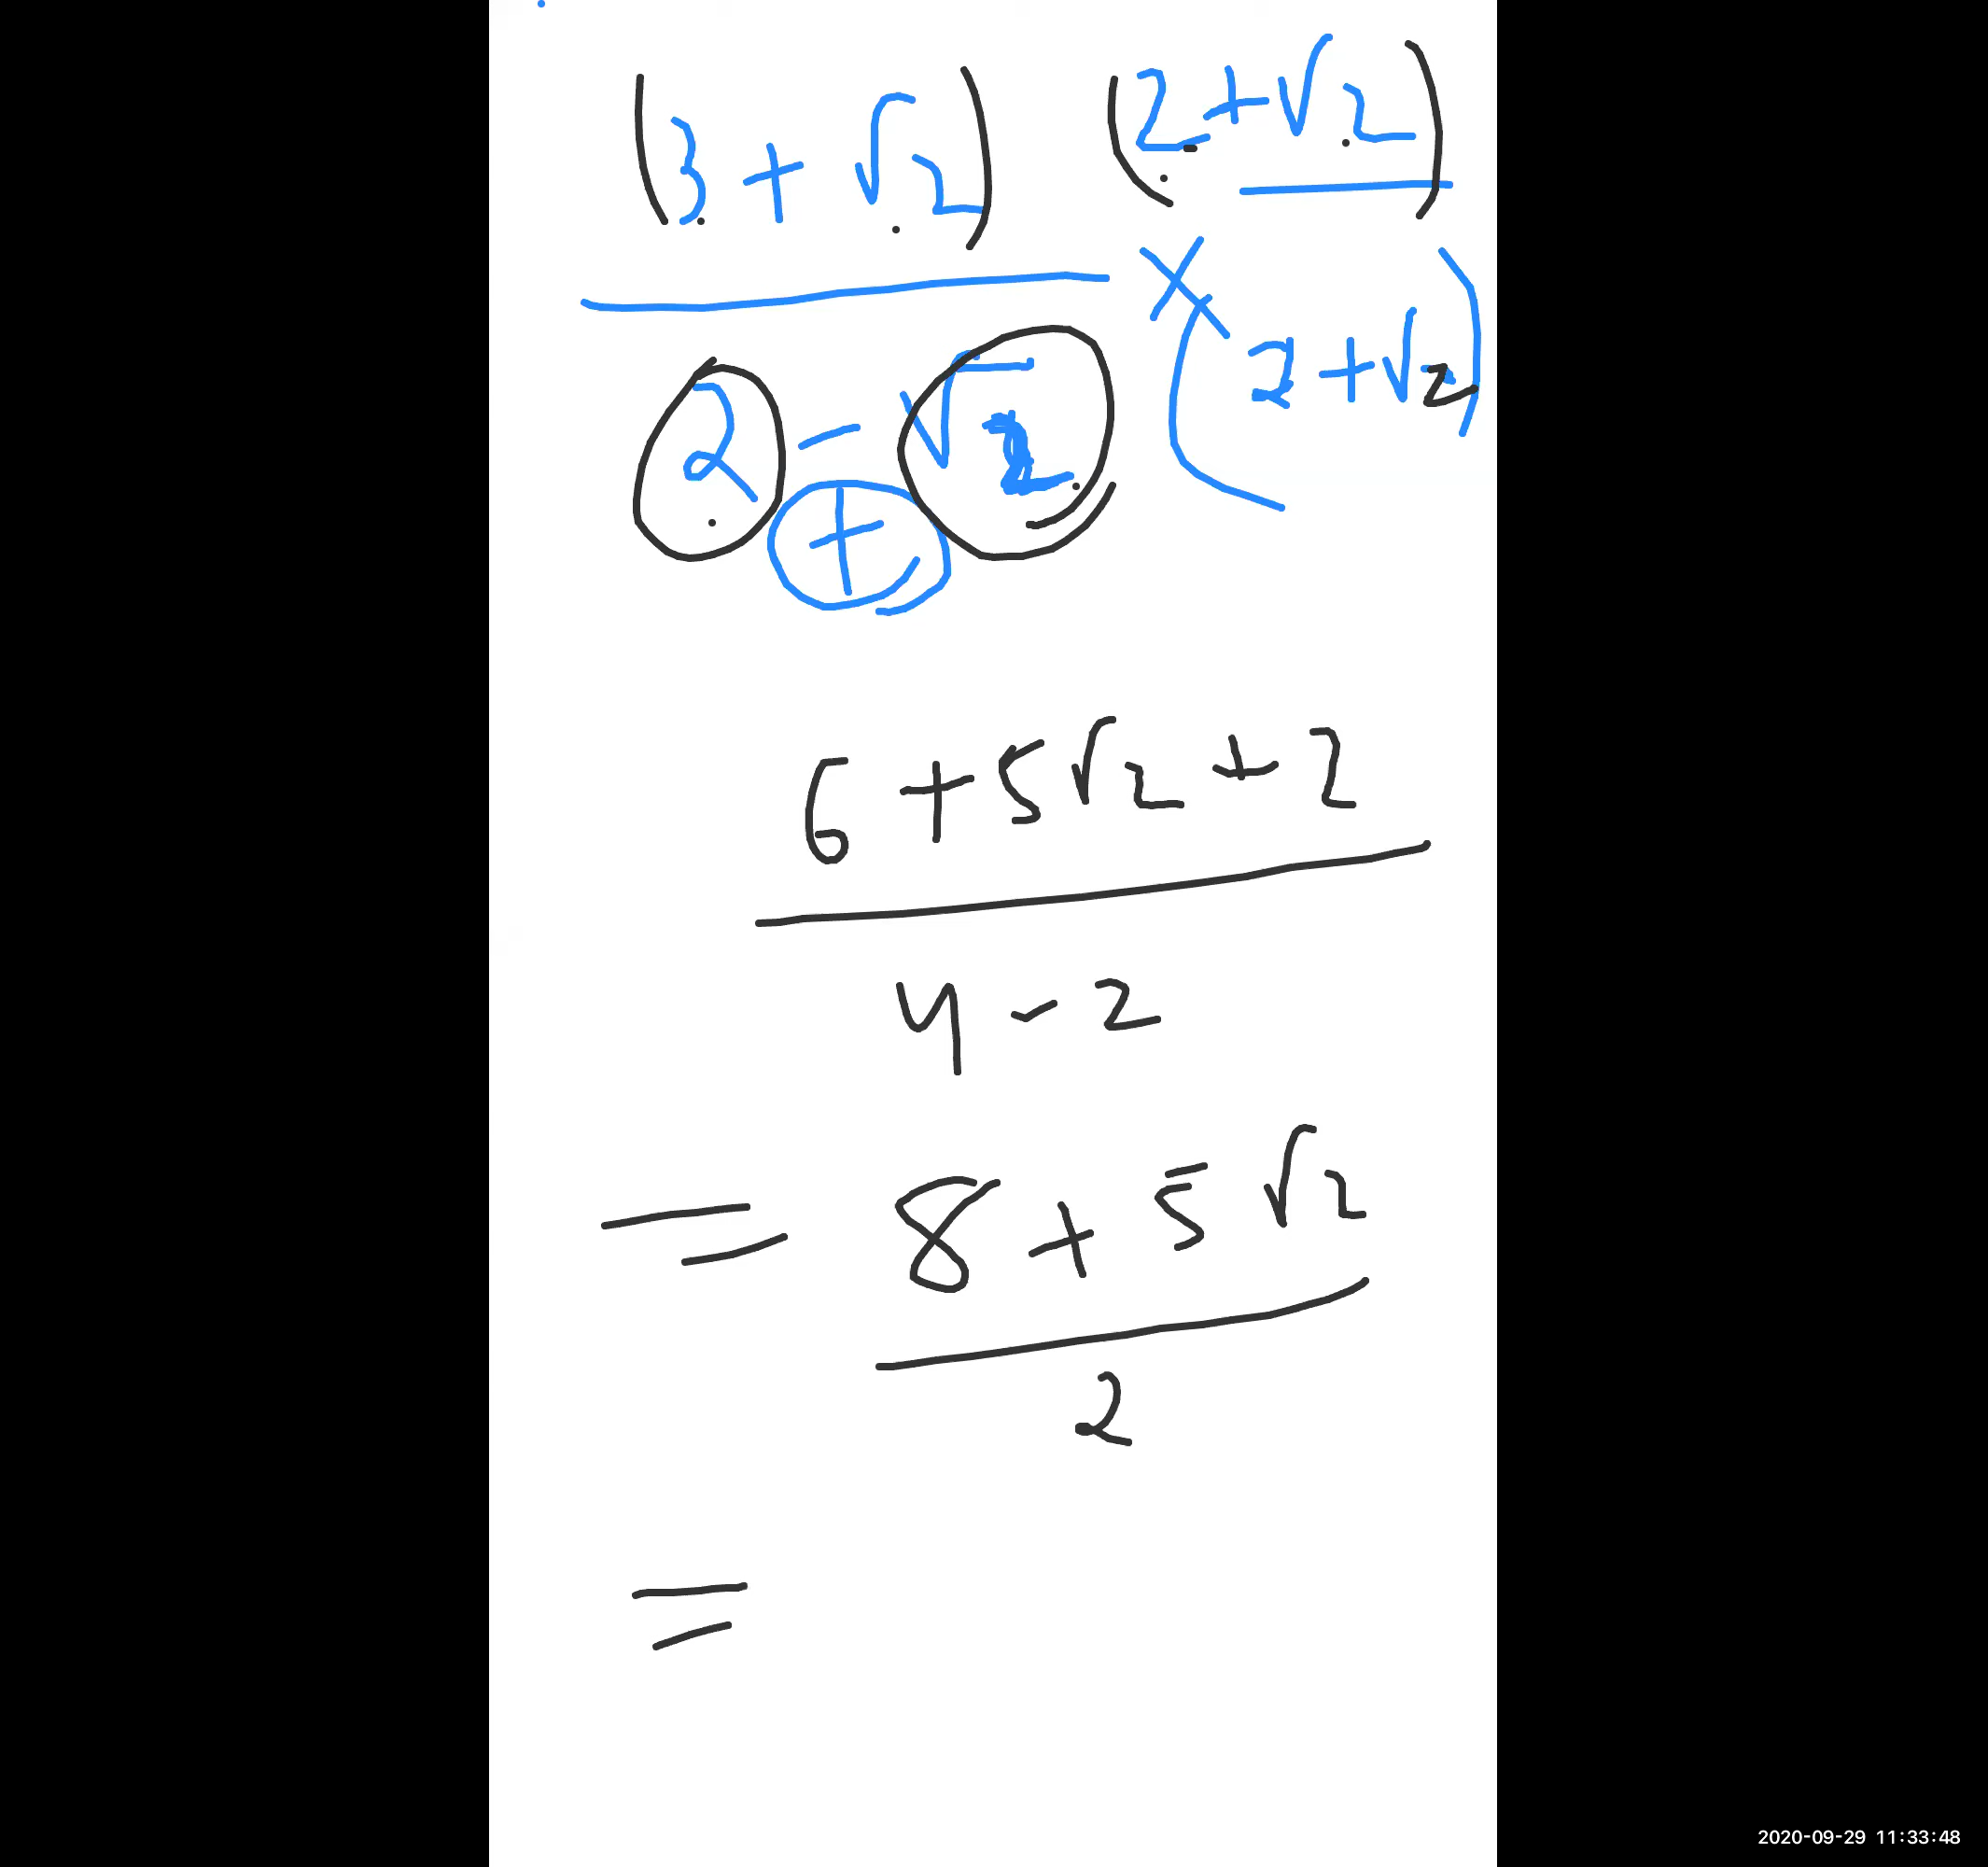 (3 + √2) (2 + √2)
2 - √2 × (2 + √2)
+
6 + 5√2 + 2
4 - 2
= 8 + 5√2
2
=
2020-09-29 11:33:48